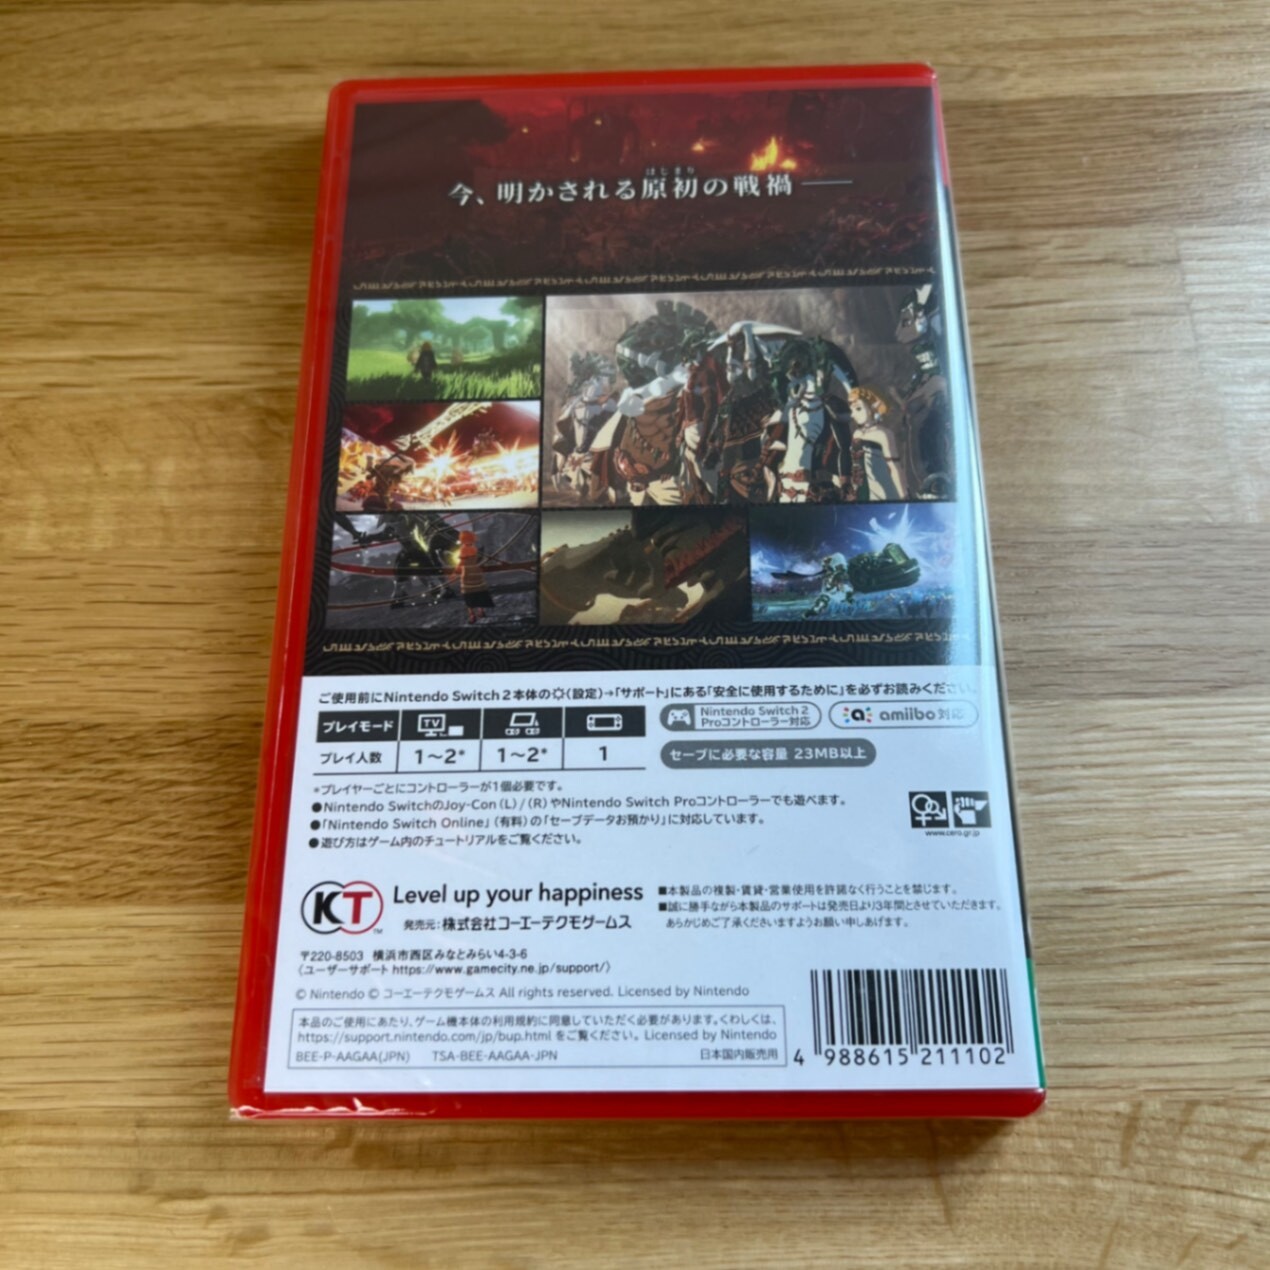 はじまり
今、明かされる原初の戦禍──
ご使用前にNintendo Switch 2本体の(設定)→「サポート」にある「安全に使用するために」を必ずお読みください。
プレイモード TV
プレイ人数 1~2* 1~2* 1
Nintendo Switch 2
Proコントローラー対応
amiibo対応
セーブに必要な容量 23MB以上
*プレイヤーごとにコントローラーが1個必要です。
●Nintendo SwitchのJoy-Con(L)/(R)やNintendo Switch Proコントローラーでも遊べます。
●「Nintendo Switch Online」(有料)の「セーブデータお預かり」に対応しています。
●遊び方はゲーム内のチュートリアルをご覧ください。
www.cero.gr.jp
KT ™
Level up your happiness
発売元:株式会社コーエーテクモゲームス
■本製品の複製・賃貸・営業使用を許諾なく行うことを禁じます。
■誠に勝手ながら本製品のサポートは発売日より3年間とさせていただきます。
あらかじめご了承くださいますようお願い申しあげます。
〒220-8503 横浜市西区みなとみらい4-3-6
〈ユーザーサポート https://www.gamecity.ne.jp/support/〉
© Nintendo © コーエーテクモゲームス All rights reserved. Licensed by Nintendo
本品のご使用にあたり、ゲーム機本体の利用規約に同意していただく必要があります。くわしくは、
https://support.nintendo.com/jp/bup.html をご覧ください。 Licensed by Nintendo
BEE-P-AAGAA(JPN) TSA-BEE-AAGAA-JPN 日本国内販売用
4 988615 211102